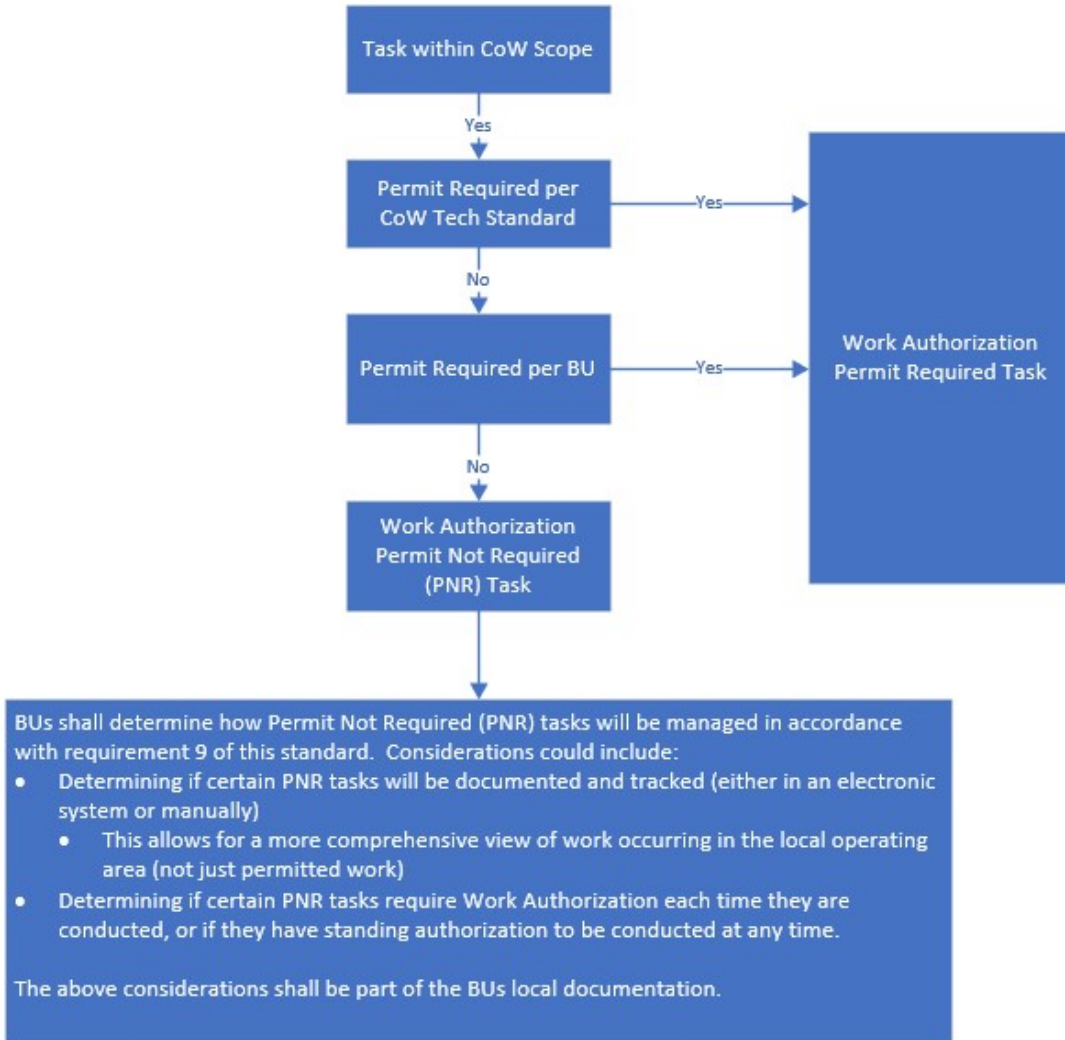 Task within CoW Scope
Yes
Permit Required per
CoW Tech Standard
Yes
No
Permit Required per BU
Yes
Work Authorization
Permit Required Task
No
Work Authorization
Permit Not Required
(PNR) Task
BUs shall determine how Permit Not Required (PNR) tasks will be managed in accordance
with requirement 9 of this standard.  Considerations could include:
• Determining if certain PNR tasks will be documented and tracked (either in an electronic
system or manually)
• This allows for a more comprehensive view of work occurring in the local operating
area (not just permitted work)
• Determining if certain PNR tasks require Work Authorization each time they are
conducted, or if they have standing authorization to be conducted at any time.
The above considerations shall be part of the BUs local documentation.